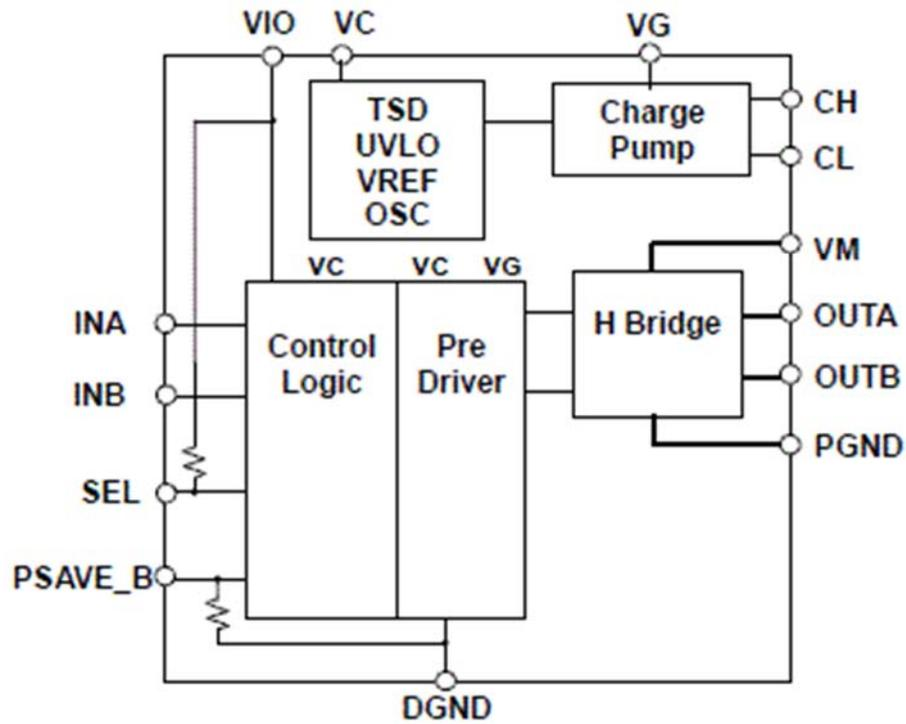 VIO VC VG
TSD
UVLO
VREF
OSC
Charge
Pump
CH
CL
VM
VC VC VG
INA
INB
SEL
PSAVE_B
Control
Logic
Pre
Driver
H Bridge
OUTA
OUTB
PGND
DGND